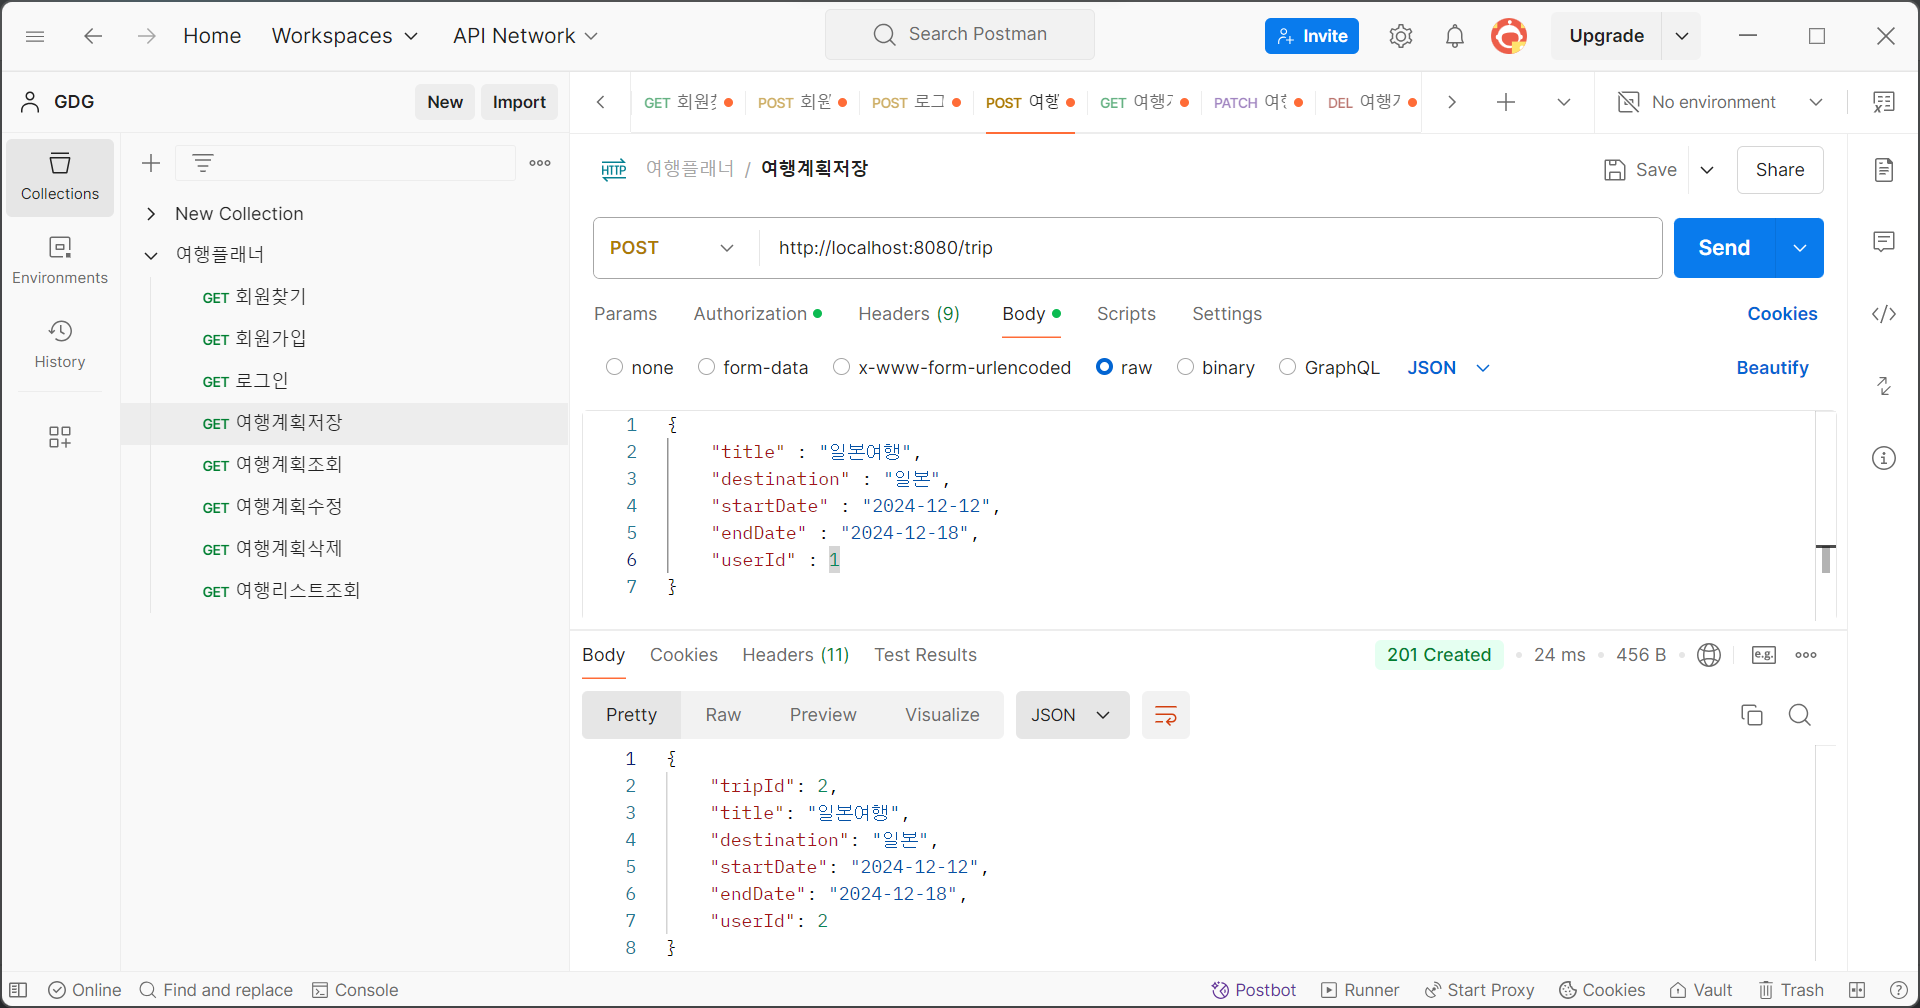 Home Workspaces API Network Search Postman Invite Upgrade
GDG New Import
GET 회원찾 POST 회원 POST 로그 POST 여행 GET 여행 PATCH 여행 DEL 여행 No environment
Collections
Environments
History
New Collection
여행플래너
GET 회원찾기
GET 회원가입
GET 로그인
GET 여행계획저장
GET 여행계획조회
GET 여행계획수정
GET 여행계획삭제
GET 여행리스트조회
HTTP 여행플래너 / 여행계획저장 Save Share
POST http://localhost:8080/trip Send
Params Authorization Headers (9) Body Scripts Settings Cookies
none form-data x-www-form-urlencoded raw binary GraphQL JSON Beautify
1 {
2 "title" : "일본여행",
3 "destination" : "일본",
4 "startDate" : "2024-12-12",
5 "endDate" : "2024-12-18",
6 "userId" : 1
7 }
Body Cookies Headers (11) Test Results 201 Created 24 ms 456 B e.g.
Pretty Raw Preview Visualize JSON
1 {
2 "tripId": 2,
3 "title": "일본여행",
4 "destination": "일본",
5 "startDate": "2024-12-12",
6 "endDate": "2024-12-18",
7 "userId": 2
8 }
Online Find and replace Console Postbot Runner Start Proxy Cookies Vault Trash